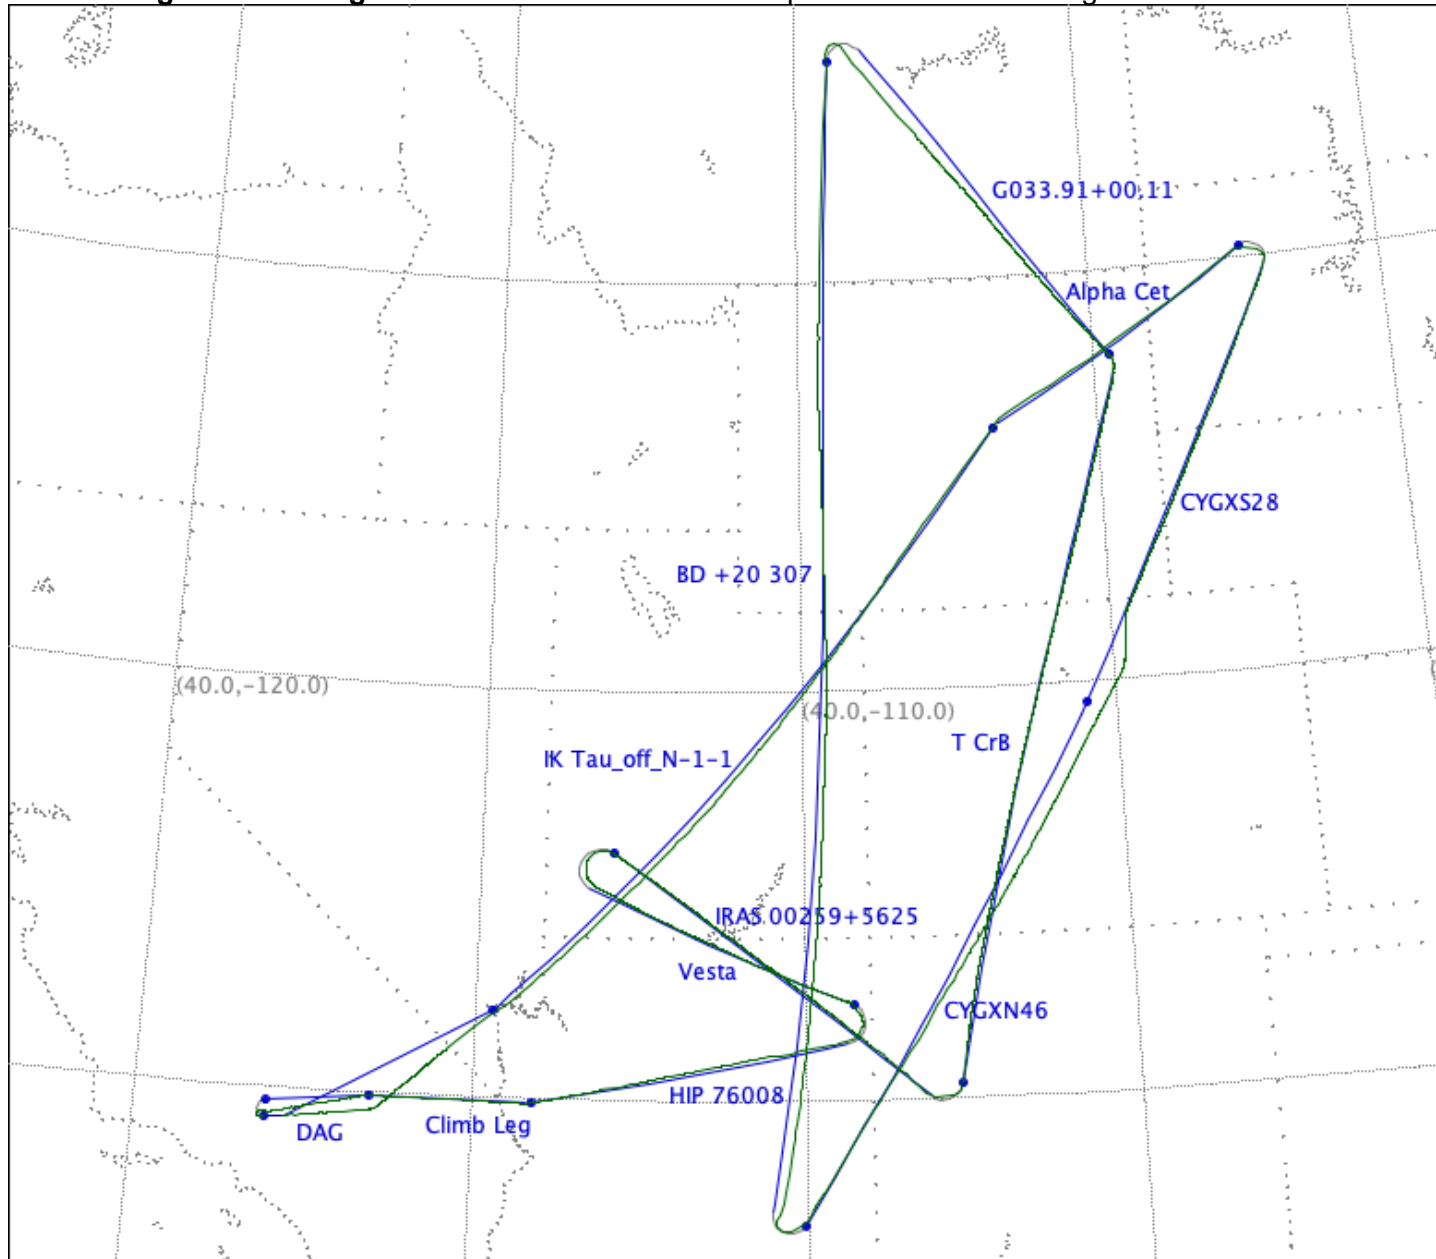 G033.91+00.11
Alpha Cet
CYGXS28
BD +20 307
(40.0,-120.0)
(40.0,-110.0)
T CrB
IK Tau_off_N-1-1
IRAS 00259+5625
Vesta
CYGXN46
HIP 76008
Climb Leg
DAG